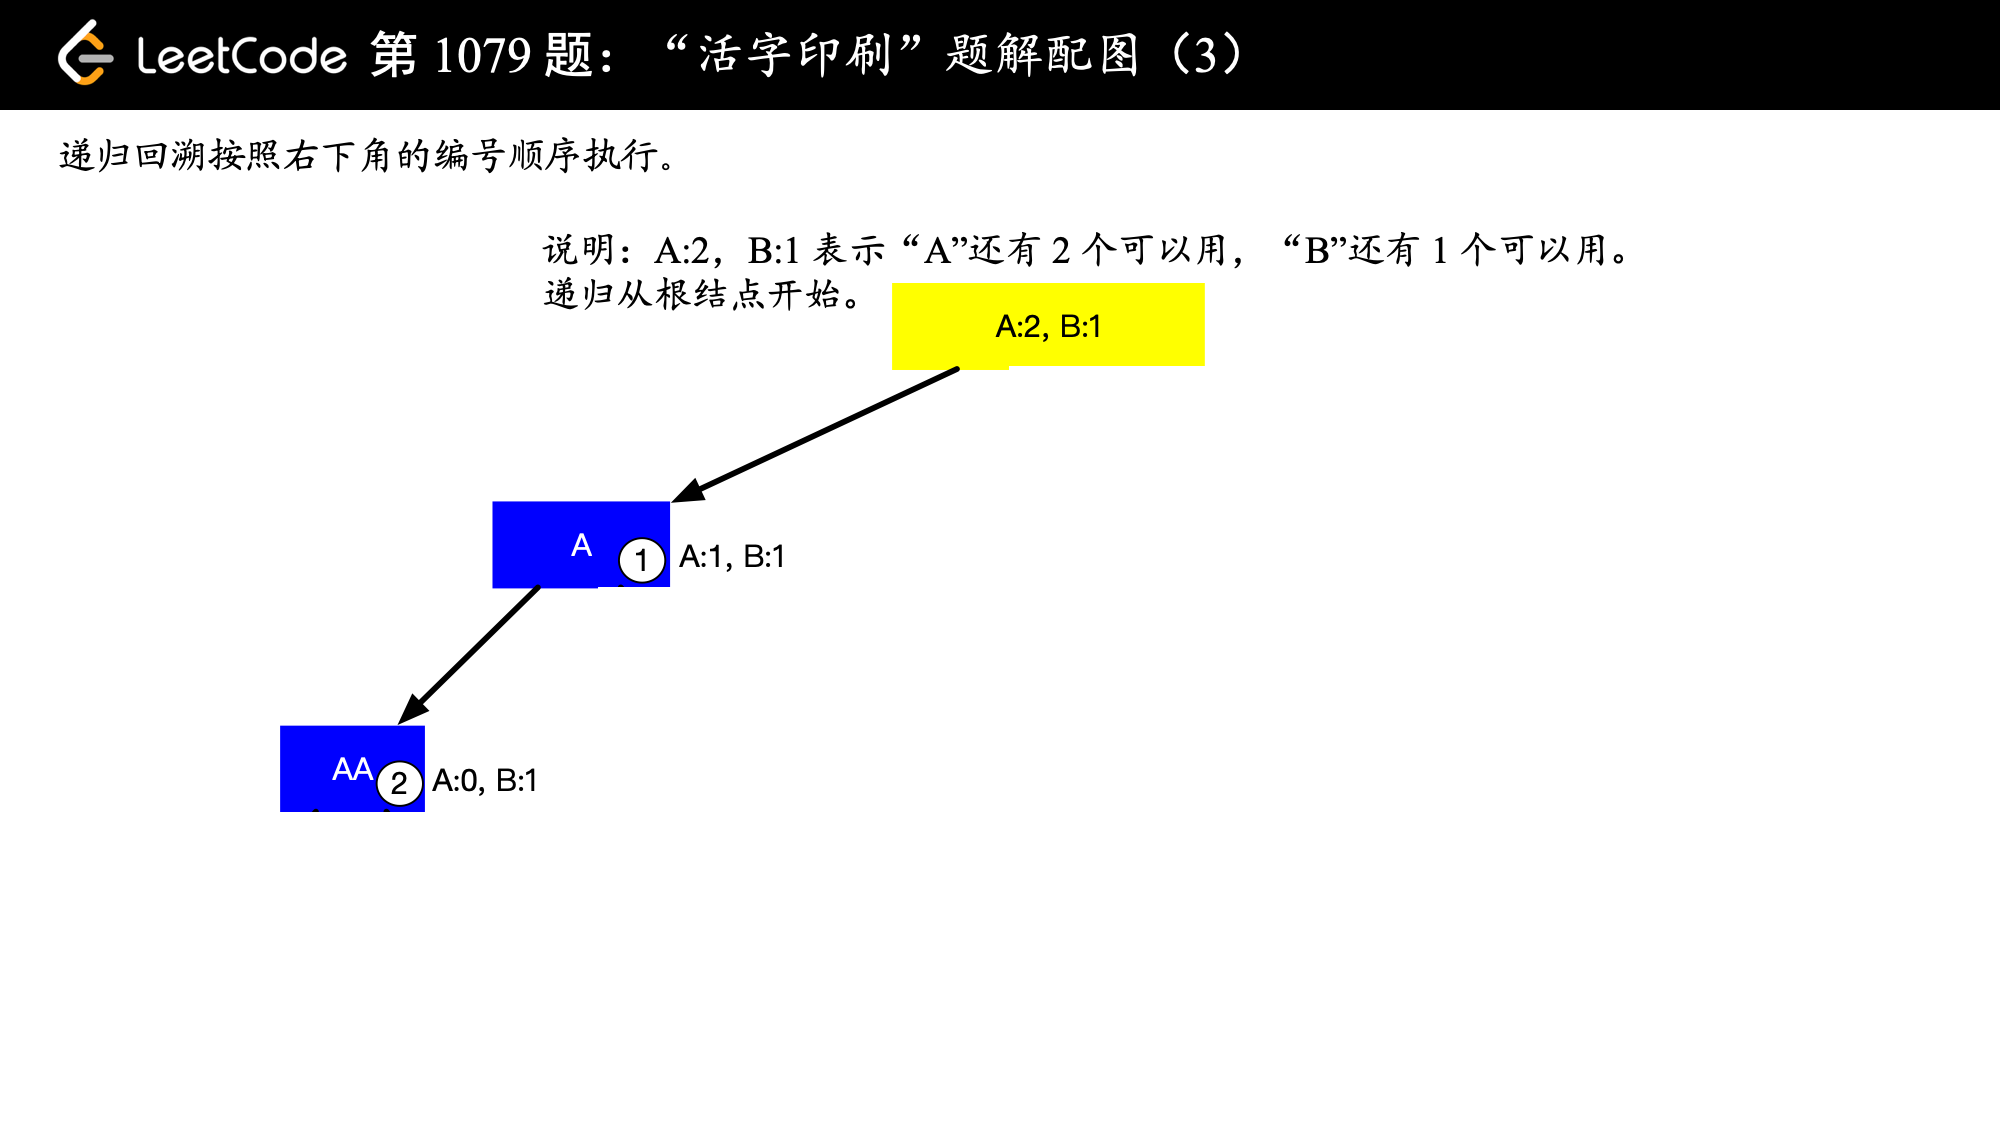 LeetCode 第 1079 题：“活字印刷”题解配图（3）
递归回溯按照右下角的编号顺序执行。
说明：A:2，B:1 表示“A”还有 2 个可以用，“B”还有 1 个可以用。
递归从根结点开始。
A:2, B:1
A ① A:1, B:1
AA ② A:0, B:1